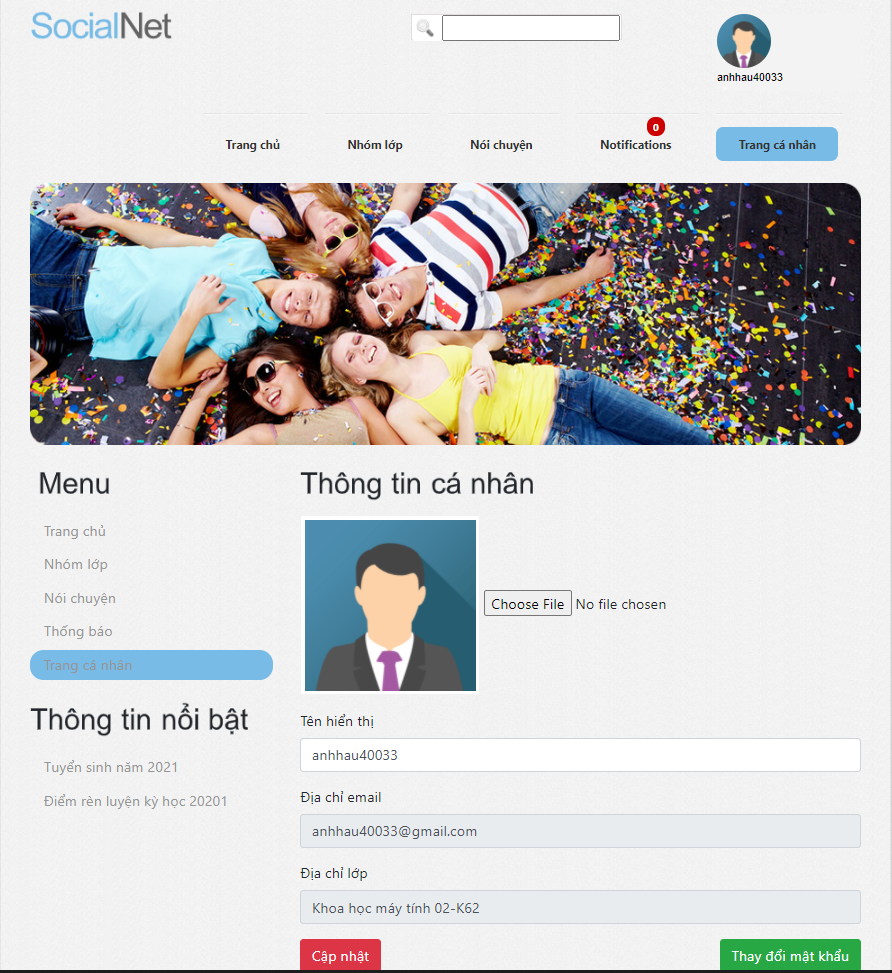 SocialNet
anhhau40033
0
Trang chủ Nhóm lớp Nói chuyện Notifications Trang cá nhân
Menu
Trang chủ
Nhóm lớp
Nói chuyện
Thống báo
Trang cá nhân
Thông tin nổi bật
Tuyển sinh năm 2021
Điểm rèn luyện kỳ học 20201
Thông tin cá nhân
Choose File No file chosen
Tên hiển thị
anhhau40033
Địa chỉ email
anhhau40033@gmail.com
Địa chỉ lớp
Khoa học máy tính 02-K62
Cập nhật Thay đổi mật khẩu